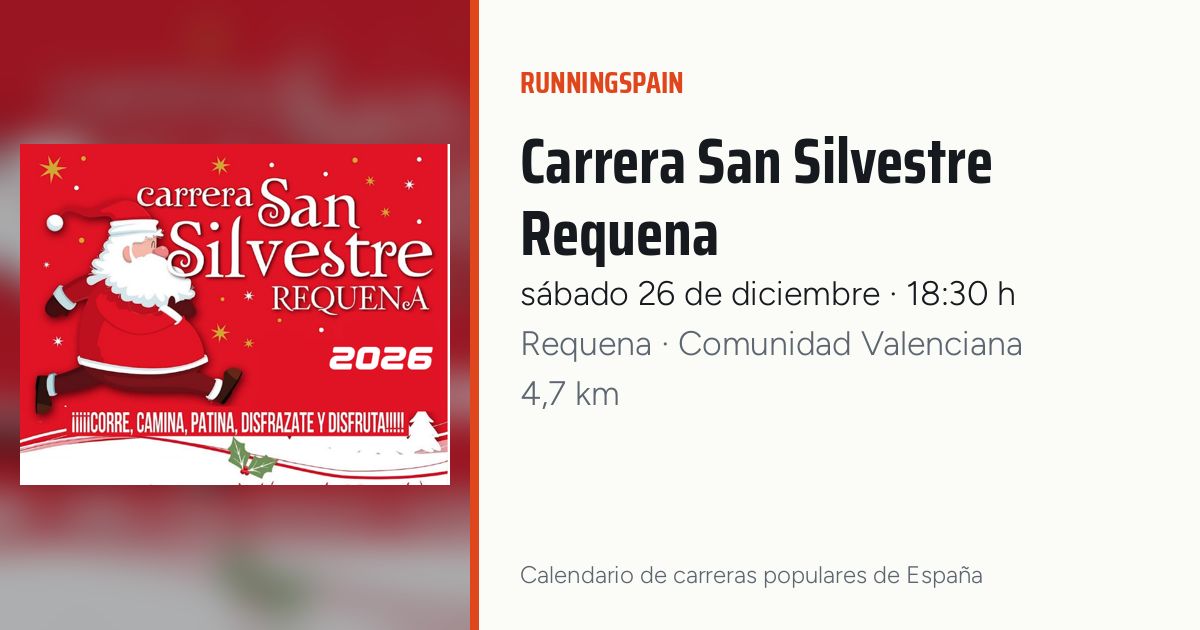 carrera San
Silvestre
REQUENA
2026
¡¡¡¡¡CORRE, CAMINA, PATINA, DISFRAZATE Y DISFRUTA!!!!!
RUNNINGSPAIN
Carrera San Silvestre
Requena
sábado 26 de diciembre · 18:30 h
Requena · Comunidad Valenciana
4,7 km
Calendario de carreras populares de España